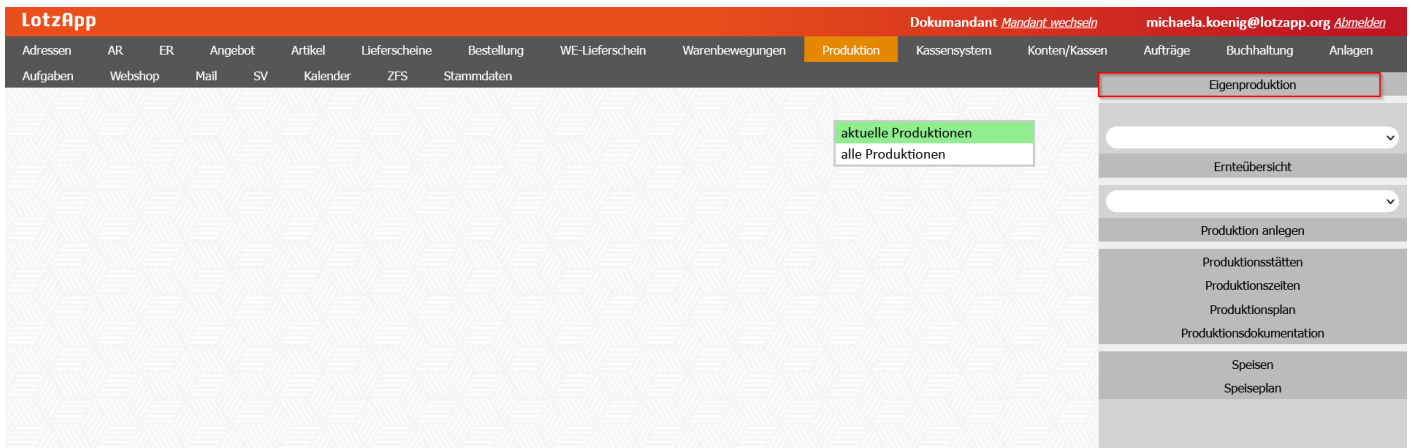 LotzApp Dokumandant Mandant wechseln michaela.koenig@lotzapp.org Abmelden
Adressen AR ER Angebot Artikel Lieferscheine Bestellung WE-Lieferschein Warenbewegungen Produktion Kassensystem Konten/Kassen Aufträge Buchhaltung Anlagen
Aufgaben Webshop Mail SV Kalender ZFS Stammdaten
Eigenproduktion
aktuelle Produktionen
alle Produktionen
Ernteübersicht
Produktion anlegen
Produktionsstätten
Produktionszeiten
Produktionsplan
Produktionsdokumentation
Speisen
Speiseplan